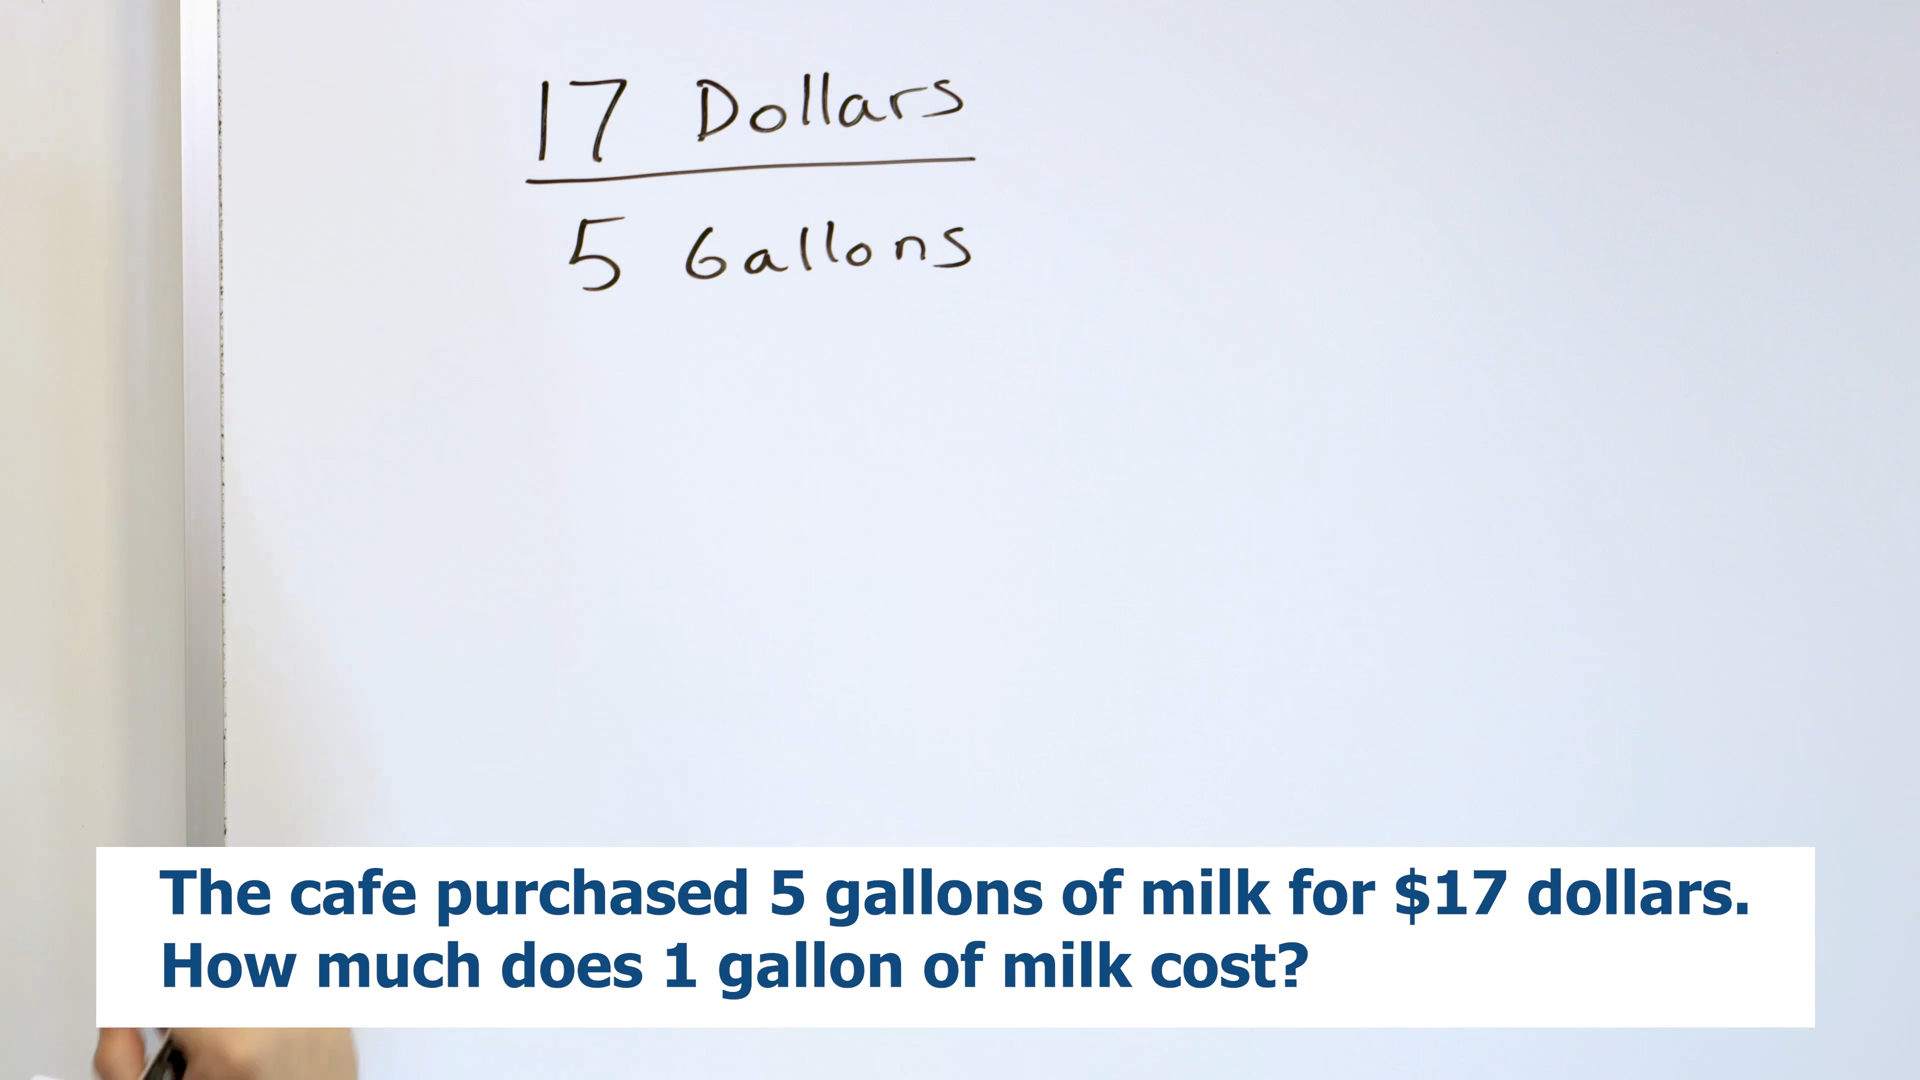 17 Dollars
5 Gallons
The cafe purchased 5 gallons of milk for $17 dollars.
How much does 1 gallon of milk cost?